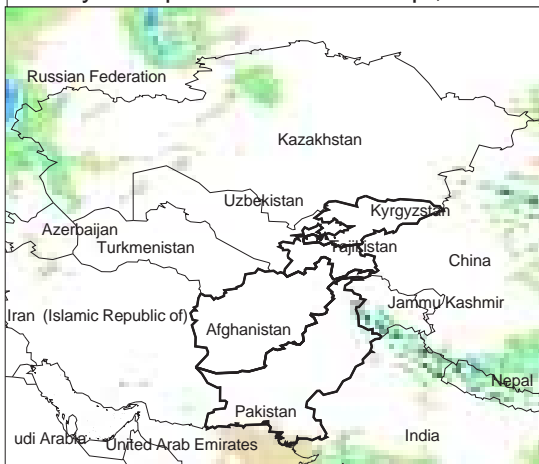 Russian Federation
Kazakhstan
Uzbekistan
Kyrgyzstan
Azerbaijan
Turkmenistan
Tajikistan
China
Jammu Kashmir
Iran (Islamic Republic of)
Afghanistan
Nepal
Pakistan
udi Arabia
United Arab Emirates
India